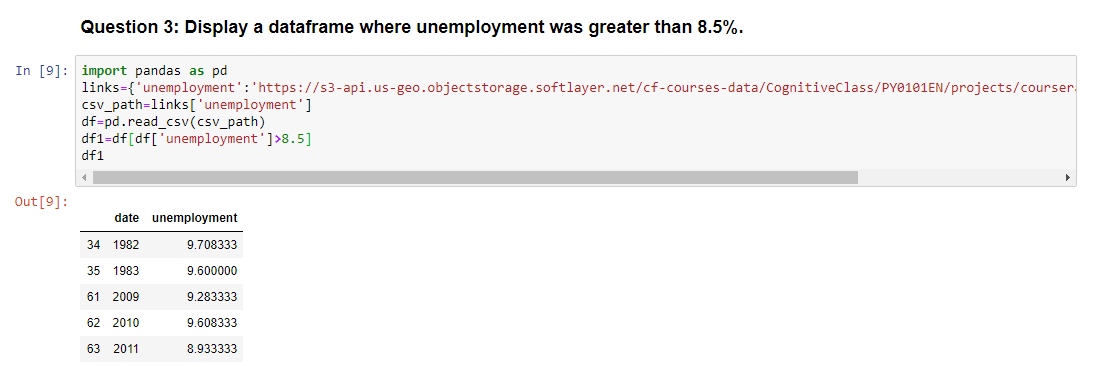 Question 3: Display a dataframe where unemployment was greater than 8.5%.
In [9]: import pandas as pd
links={'unemployment':'https://s3-api.us-geo.objectstorage.softlayer.net/cf-courses-data/CognitiveClass/PY0101EN/projects/courser
csv_path=links['unemployment']
df=pd.read_csv(csv_path)
df1=df[df['unemployment']>8.5]
df1
Out[9]:
date unemployment
34 1982 9.708333
35 1983 9.600000
61 2009 9.283333
62 2010 9.608333
63 2011 8.933333